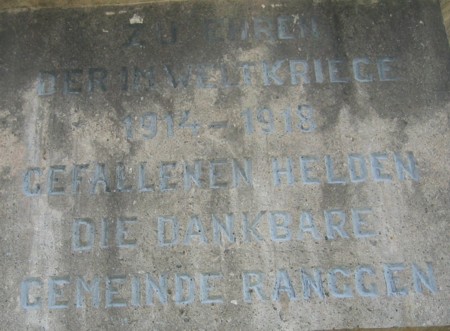 ZU EHREN
DER IM WELTKRIEGE
1914 – 1918
GEFALLENEN HELDEN
DIE DANKBARE
GEMEINDE RANGGEN